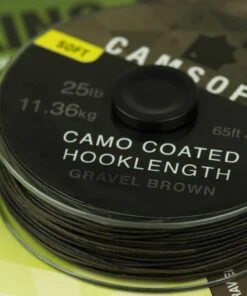 SOFT
CAMSOF
25lb
11.36kg
65ft
CAMO COATED
HOOKLENGTH
GRAVEL BROWN